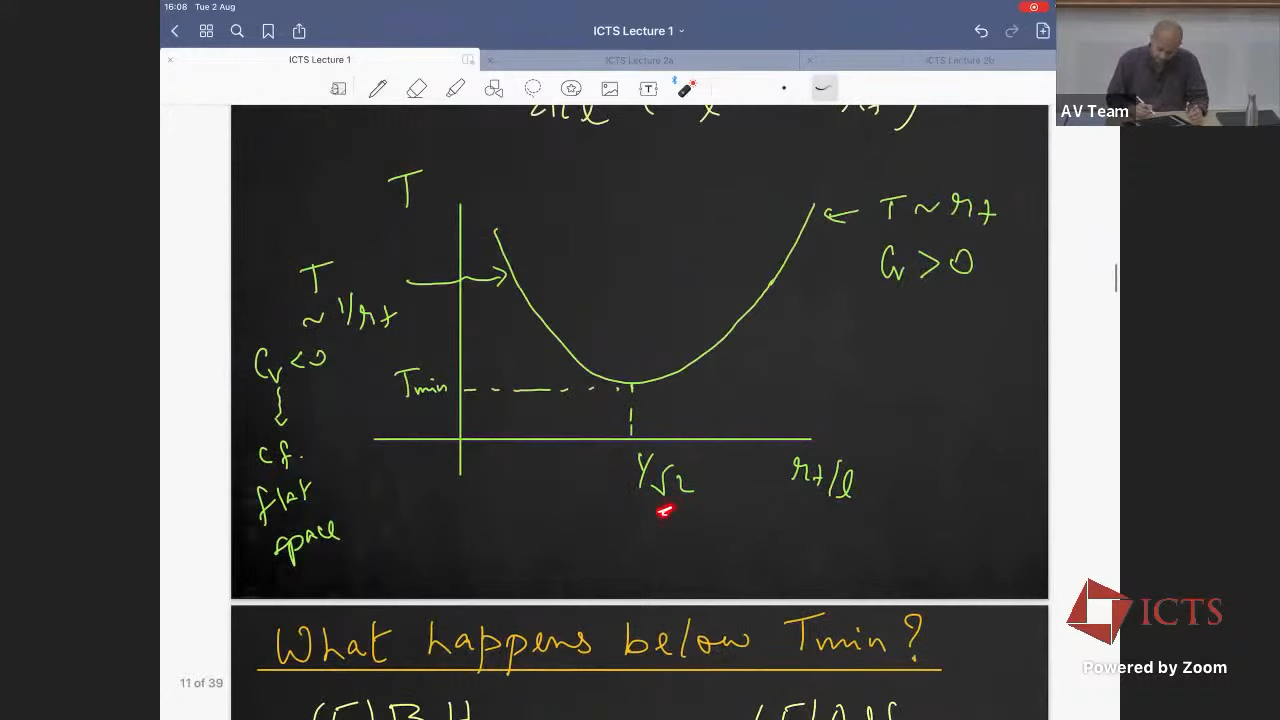 16:08 Tue 2 Aug
ICTS Lecture 1
ICTS Lecture 1
ICTS Lecture 2a
ICTS Lecture 2b
AV Team
T
T ~ r+
Cv > 0
T
~ 1/r+
Cv < 0
Tmin
cf.
flat
space
1/√2
r+/l
What happens below Tmin?
11 of 39
ICTS
Powered by Zoom